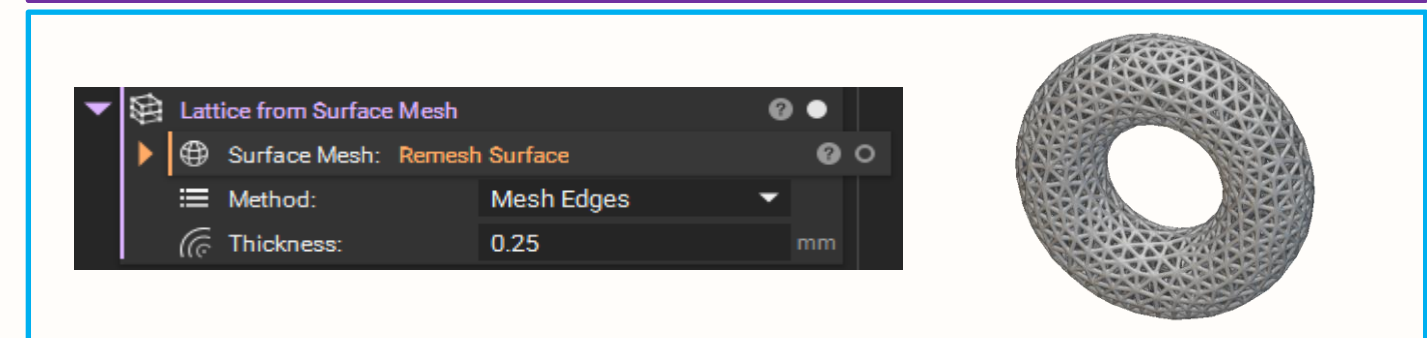 Lattice from Surface Mesh ?
Surface Mesh: Remesh Surface ?
Method: Mesh Edges
Thickness: 0.25 mm